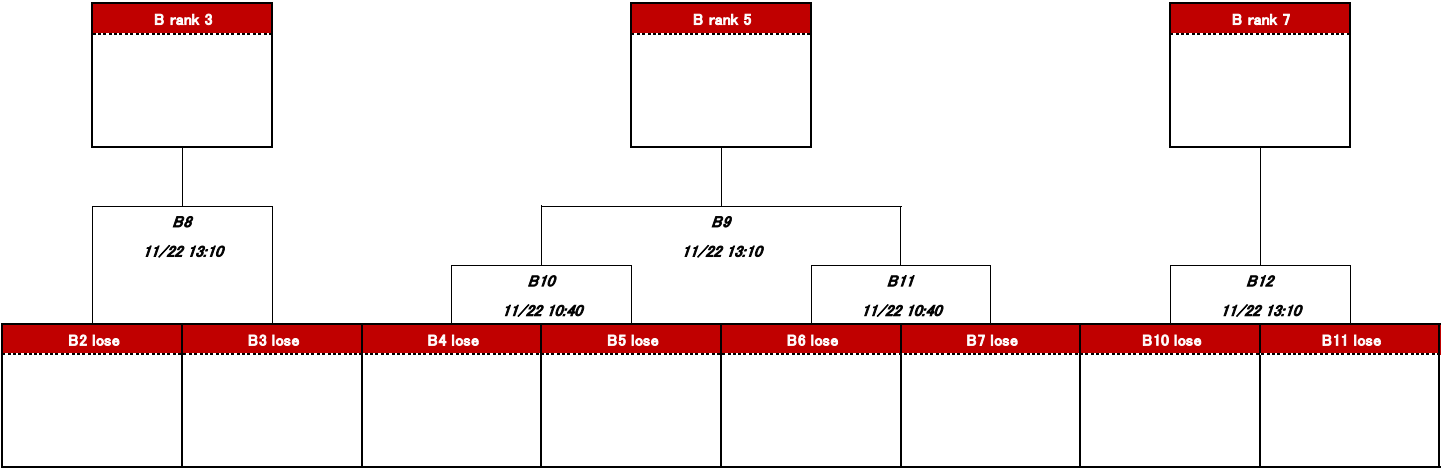 B rank 3
B rank 5
B rank 7
B8
11/22 13:10
B9
11/22 13:10
B10
11/22 10:40
B11
11/22 10:40
B12
11/22 13:10
B2 lose
B3 lose
B4 lose
B5 lose
B6 lose
B7 lose
B10 lose
B11 lose